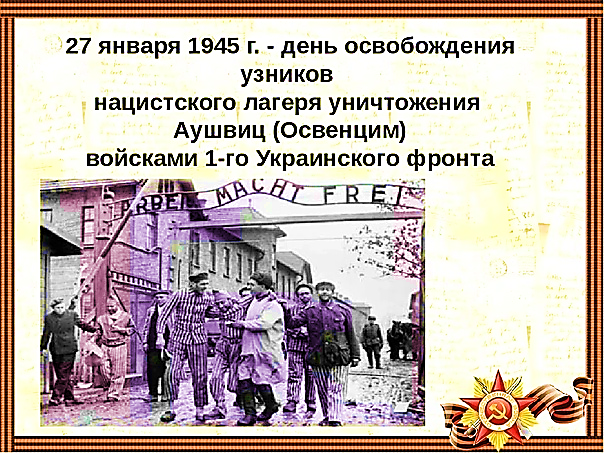 27 января 1945 г. - день освобождения
узников
нацистского лагеря уничтожения
Аушвиц (Освенцим)
войсками 1-го Украинского фронта
MACHT FREI